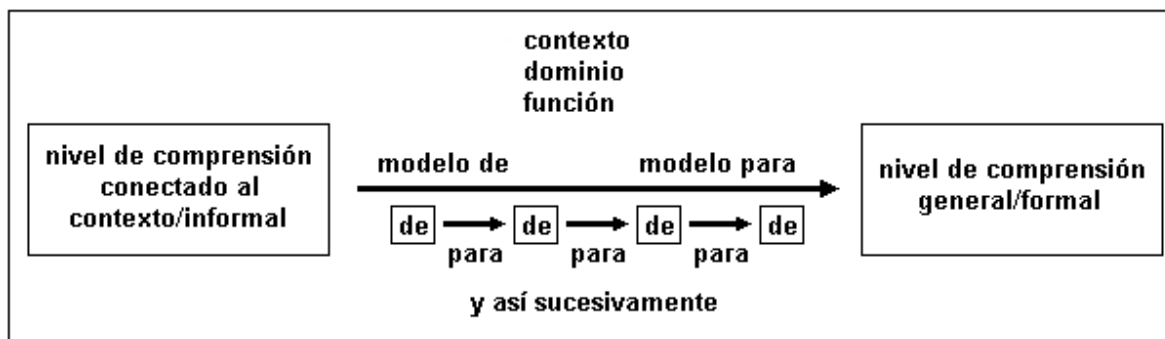 contexto
dominio
función
nivel de comprensión
conectado al
contexto/informal
modelo de
modelo para
de
de
de
de
para
para
para
y así sucesivamente
nivel de comprensión
general/formal